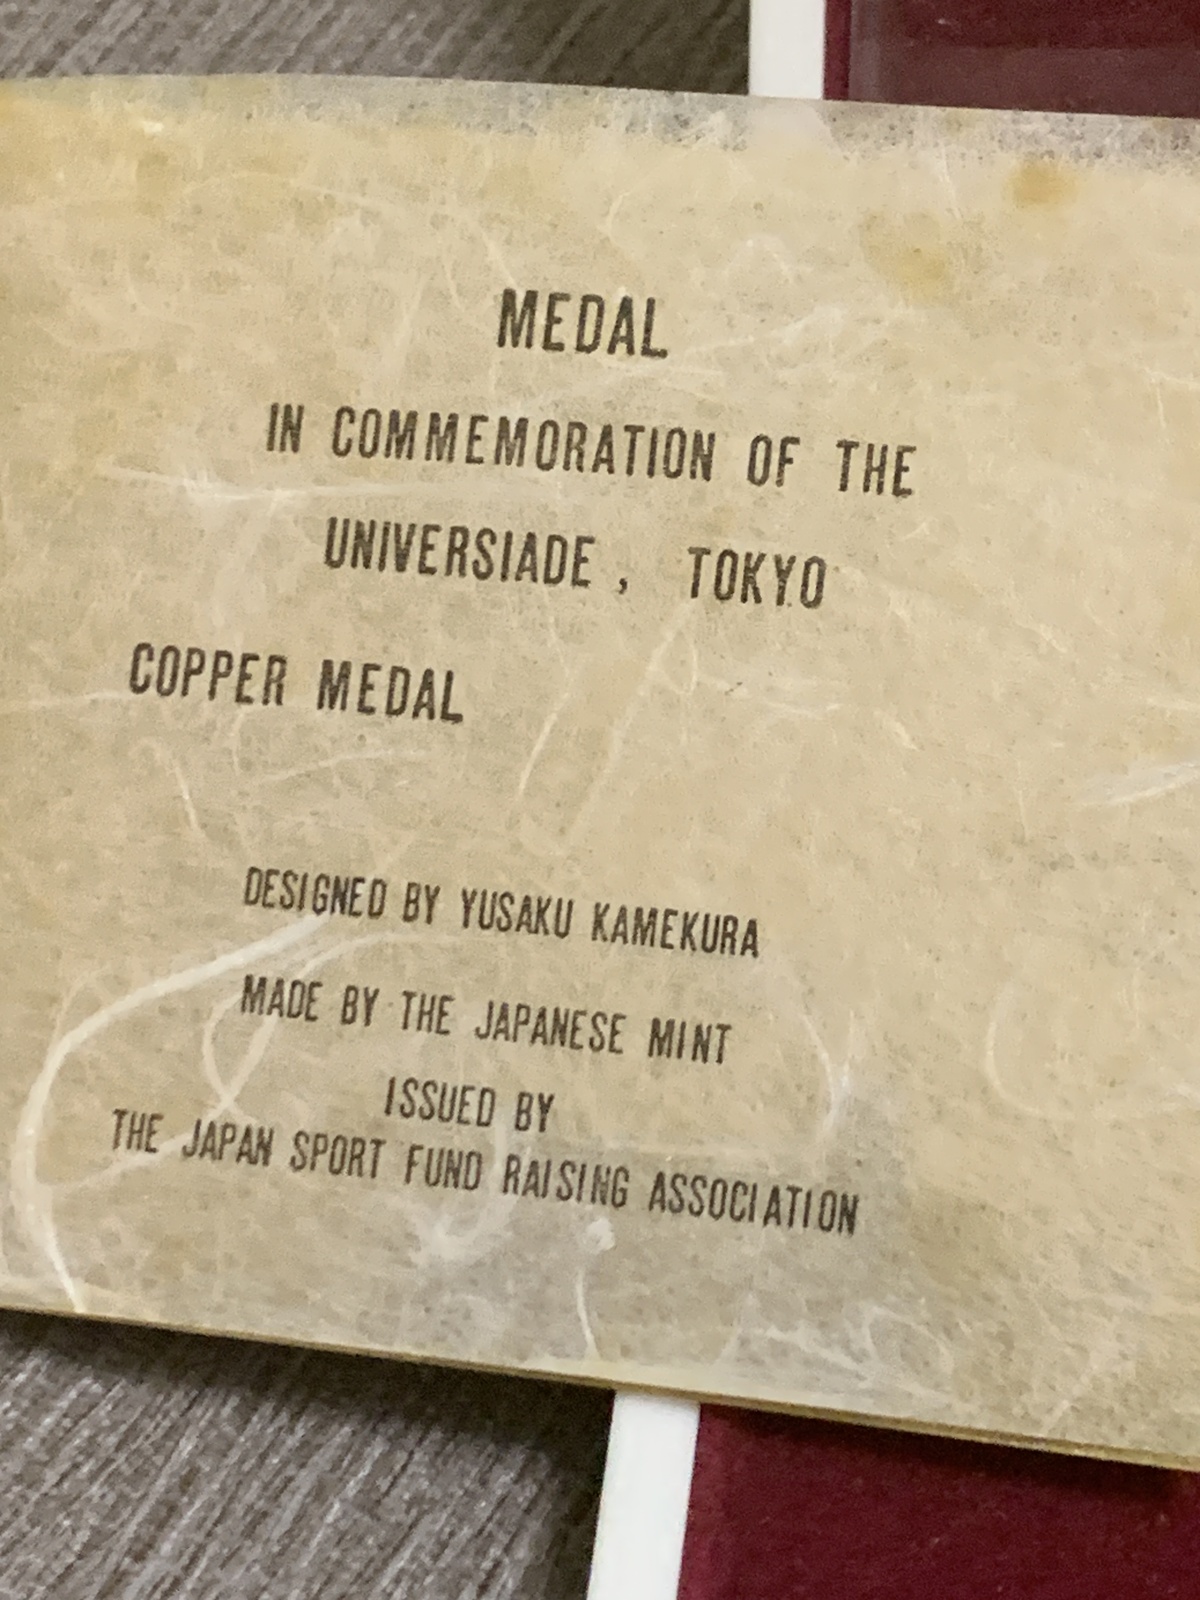 MEDAL
IN COMMEMORATION OF THE
UNIVERSIADE, TOKYO
COPPER MEDAL
DESIGNED BY YUSAKU KAMEKURA
MADE BY THE JAPANESE MINT
ISSUED BY
THE JAPAN SPORT FUND RAISING ASSOCIATION